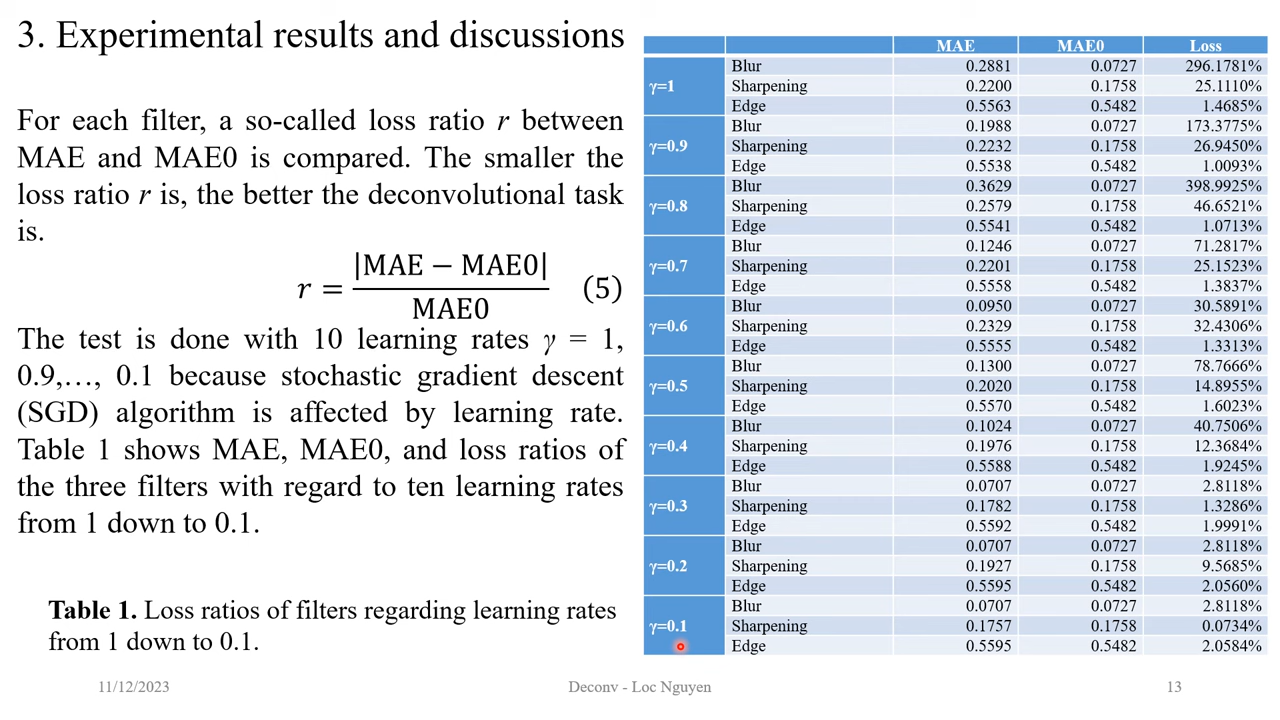 3. Experimental results and discussions
For each filter, a so-called loss ratio r between
MAE and MAE0 is compared. The smaller the
loss ratio r is, the better the deconvolutional task
is.
r = |MAE − MAE0| / MAE0 (5)
The test is done with 10 learning rates γ = 1,
0.9,…, 0.1 because stochastic gradient descent
(SGD) algorithm is affected by learning rate.
Table 1 shows MAE, MAE0, and loss ratios of
the three filters with regard to ten learning rates
from 1 down to 0.1.
Table 1. Loss ratios of filters regarding learning rates
from 1 down to 0.1.
MAE MAE0 Loss
γ=1
Blur 0.2881 0.0727 296.1781%
Sharpening 0.2200 0.1758 25.1110%
Edge 0.5563 0.5482 1.4685%
γ=0.9
Blur 0.1988 0.0727 173.3775%
Sharpening 0.2232 0.1758 26.9450%
Edge 0.5538 0.5482 1.0093%
γ=0.8
Blur 0.3629 0.0727 398.9925%
Sharpening 0.2579 0.1758 46.6521%
Edge 0.5541 0.5482 1.0713%
γ=0.7
Blur 0.1246 0.0727 71.2817%
Sharpening 0.2201 0.1758 25.1523%
Edge 0.5558 0.5482 1.3837%
γ=0.6
Blur 0.0950 0.0727 30.5891%
Sharpening 0.2329 0.1758 32.4306%
Edge 0.5555 0.5482 1.3313%
γ=0.5
Blur 0.1300 0.0727 78.7666%
Sharpening 0.2020 0.1758 14.8955%
Edge 0.5570 0.5482 1.6023%
γ=0.4
Blur 0.1024 0.0727 40.7506%
Sharpening 0.1976 0.1758 12.3684%
Edge 0.5588 0.5482 1.9245%
γ=0.3
Blur 0.0707 0.0727 2.8118%
Sharpening 0.1782 0.1758 1.3286%
Edge 0.5592 0.5482 1.9991%
γ=0.2
Blur 0.0707 0.0727 2.8118%
Sharpening 0.1927 0.1758 9.5685%
Edge 0.5595 0.5482 2.0560%
γ=0.1
Blur 0.0707 0.0727 2.8118%
Sharpening 0.1757 0.1758 0.0734%
Edge 0.5595 0.5482 2.0584%
11/12/2023 Deconv - Loc Nguyen 13